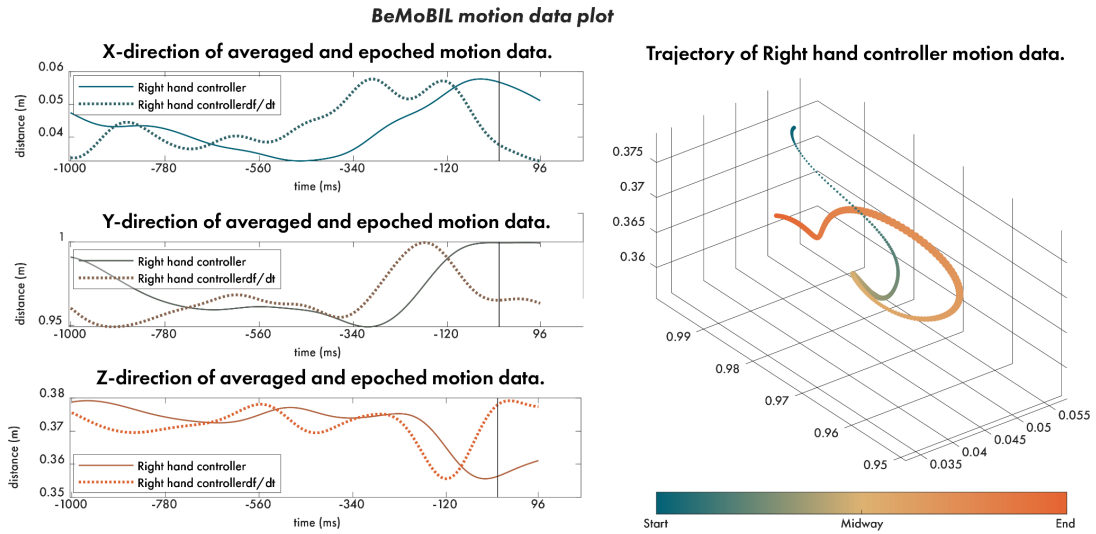 BeMoBIL motion data plot
X-direction of averaged and epoched motion data.
0.06
0.05
0.04
distance (m)
Right hand controller
Right hand controllerdf/dt
-1000 -780 -560 -340 -120 96
time (ms)
Y-direction of averaged and epoched motion data.
1
0.95
distance (m)
Right hand controller
Right hand controllerdf/dt
-1000 -780 -560 -340 -120 96
time (ms)
Z-direction of averaged and epoched motion data.
0.38
0.37
0.36
0.35
distance (m)
Right hand controller
Right hand controllerdf/dt
-1000 -780 -560 -340 -120 96
time (ms)
Trajectory of Right hand controller motion data.
0.375
0.37
0.365
0.36
0.99
0.98
0.97
0.96
0.95
0.035
0.04
0.045
0.05
0.055
Start Midway End